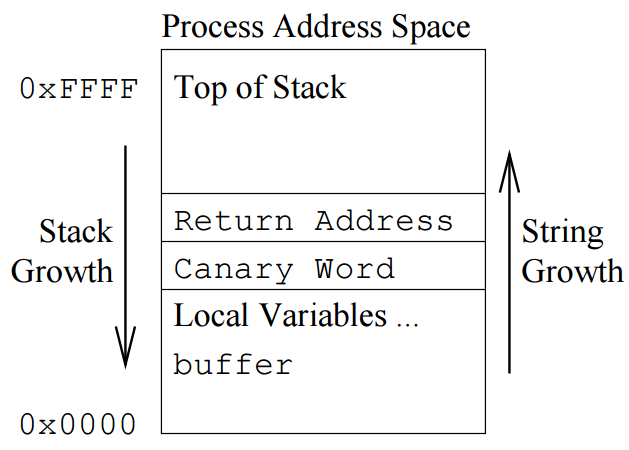 Process Address Space
0xFFFF
Top of Stack
Return Address
Stack
Growth
String
Growth
Canary Word
Local Variables ...
buffer
0x0000